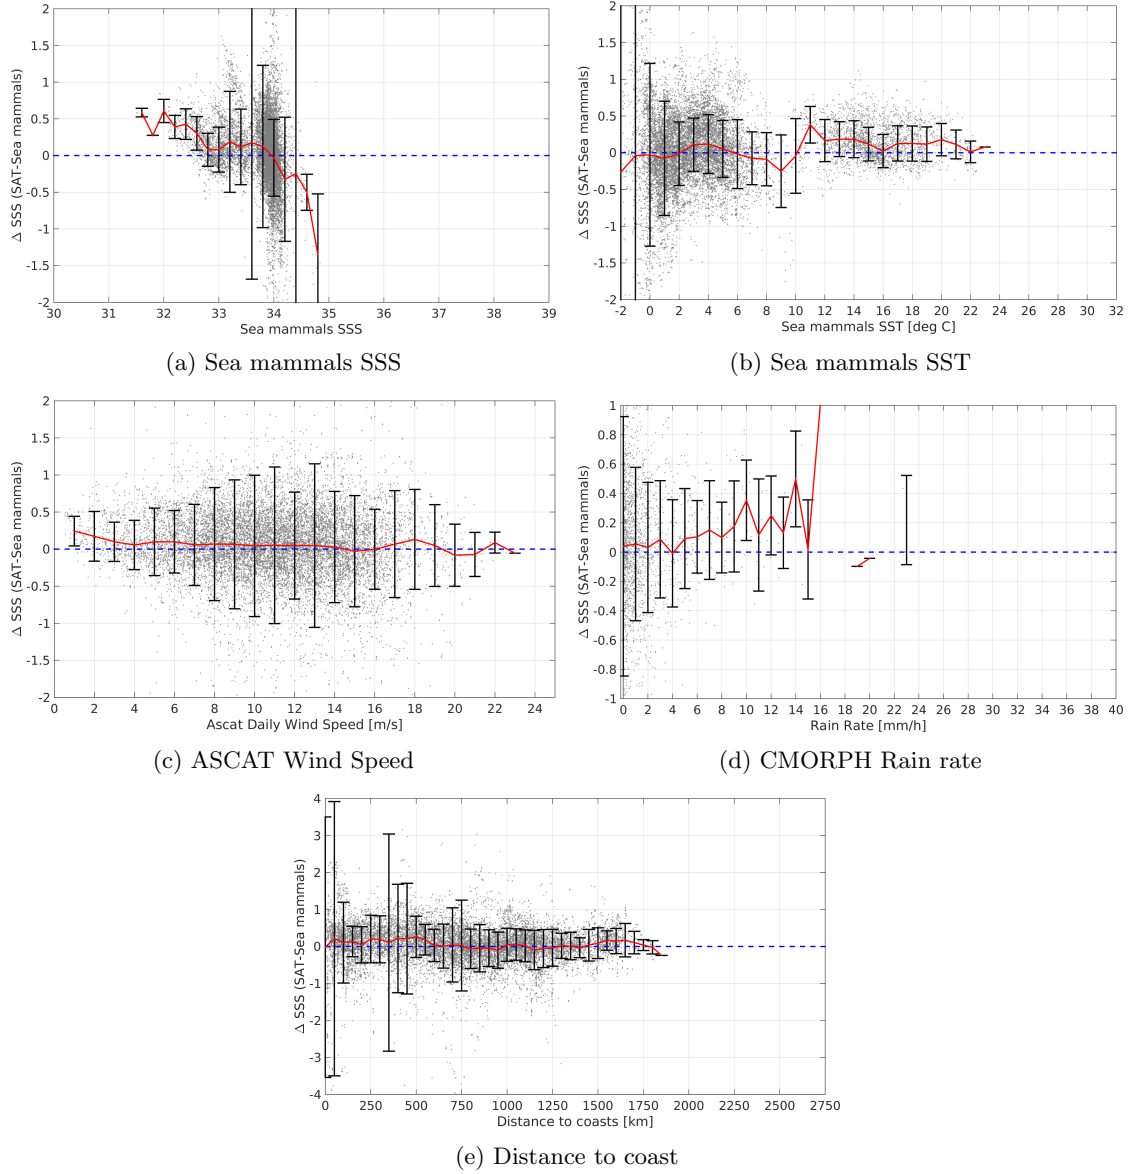 2
1.5
1
0.5
0
-0.5
-1
-1.5
-2
Δ SSS (SAT-Sea mammals)
30 31 32 33 34 35 36 37 38 39
Sea mammals SSS
(a) Sea mammals SSS
2
1.5
1
0.5
0
-0.5
-1
-1.5
-2
Δ SSS (SAT-Sea mammals)
-2 0 2 4 6 8 10 12 14 16 18 20 22 24 26 28 30 32
Sea mammals SST [deg C]
(b) Sea mammals SST
2
1.5
1
0.5
0
-0.5
-1
-1.5
-2
Δ SSS (SAT-Sea mammals)
0 2 4 6 8 10 12 14 16 18 20 22 24
Ascat Daily Wind Speed [m/s]
(c) ASCAT Wind Speed
1
0.8
0.6
0.4
0.2
0
-0.2
-0.4
-0.6
-0.8
-1
Δ SSS (SAT-Sea mammals)
0 2 4 6 8 10 12 14 16 18 20 22 24 26 28 30 32 34 36 38 40
Rain Rate [mm/h]
(d) CMORPH Rain rate
4
3
2
1
0
-1
-2
-3
-4
Δ SSS (SAT-Sea mammals)
0 250 500 750 1000 1250 1500 1750 2000 2250 2500 2750
Distance to coasts [km]
(e) Distance to coast